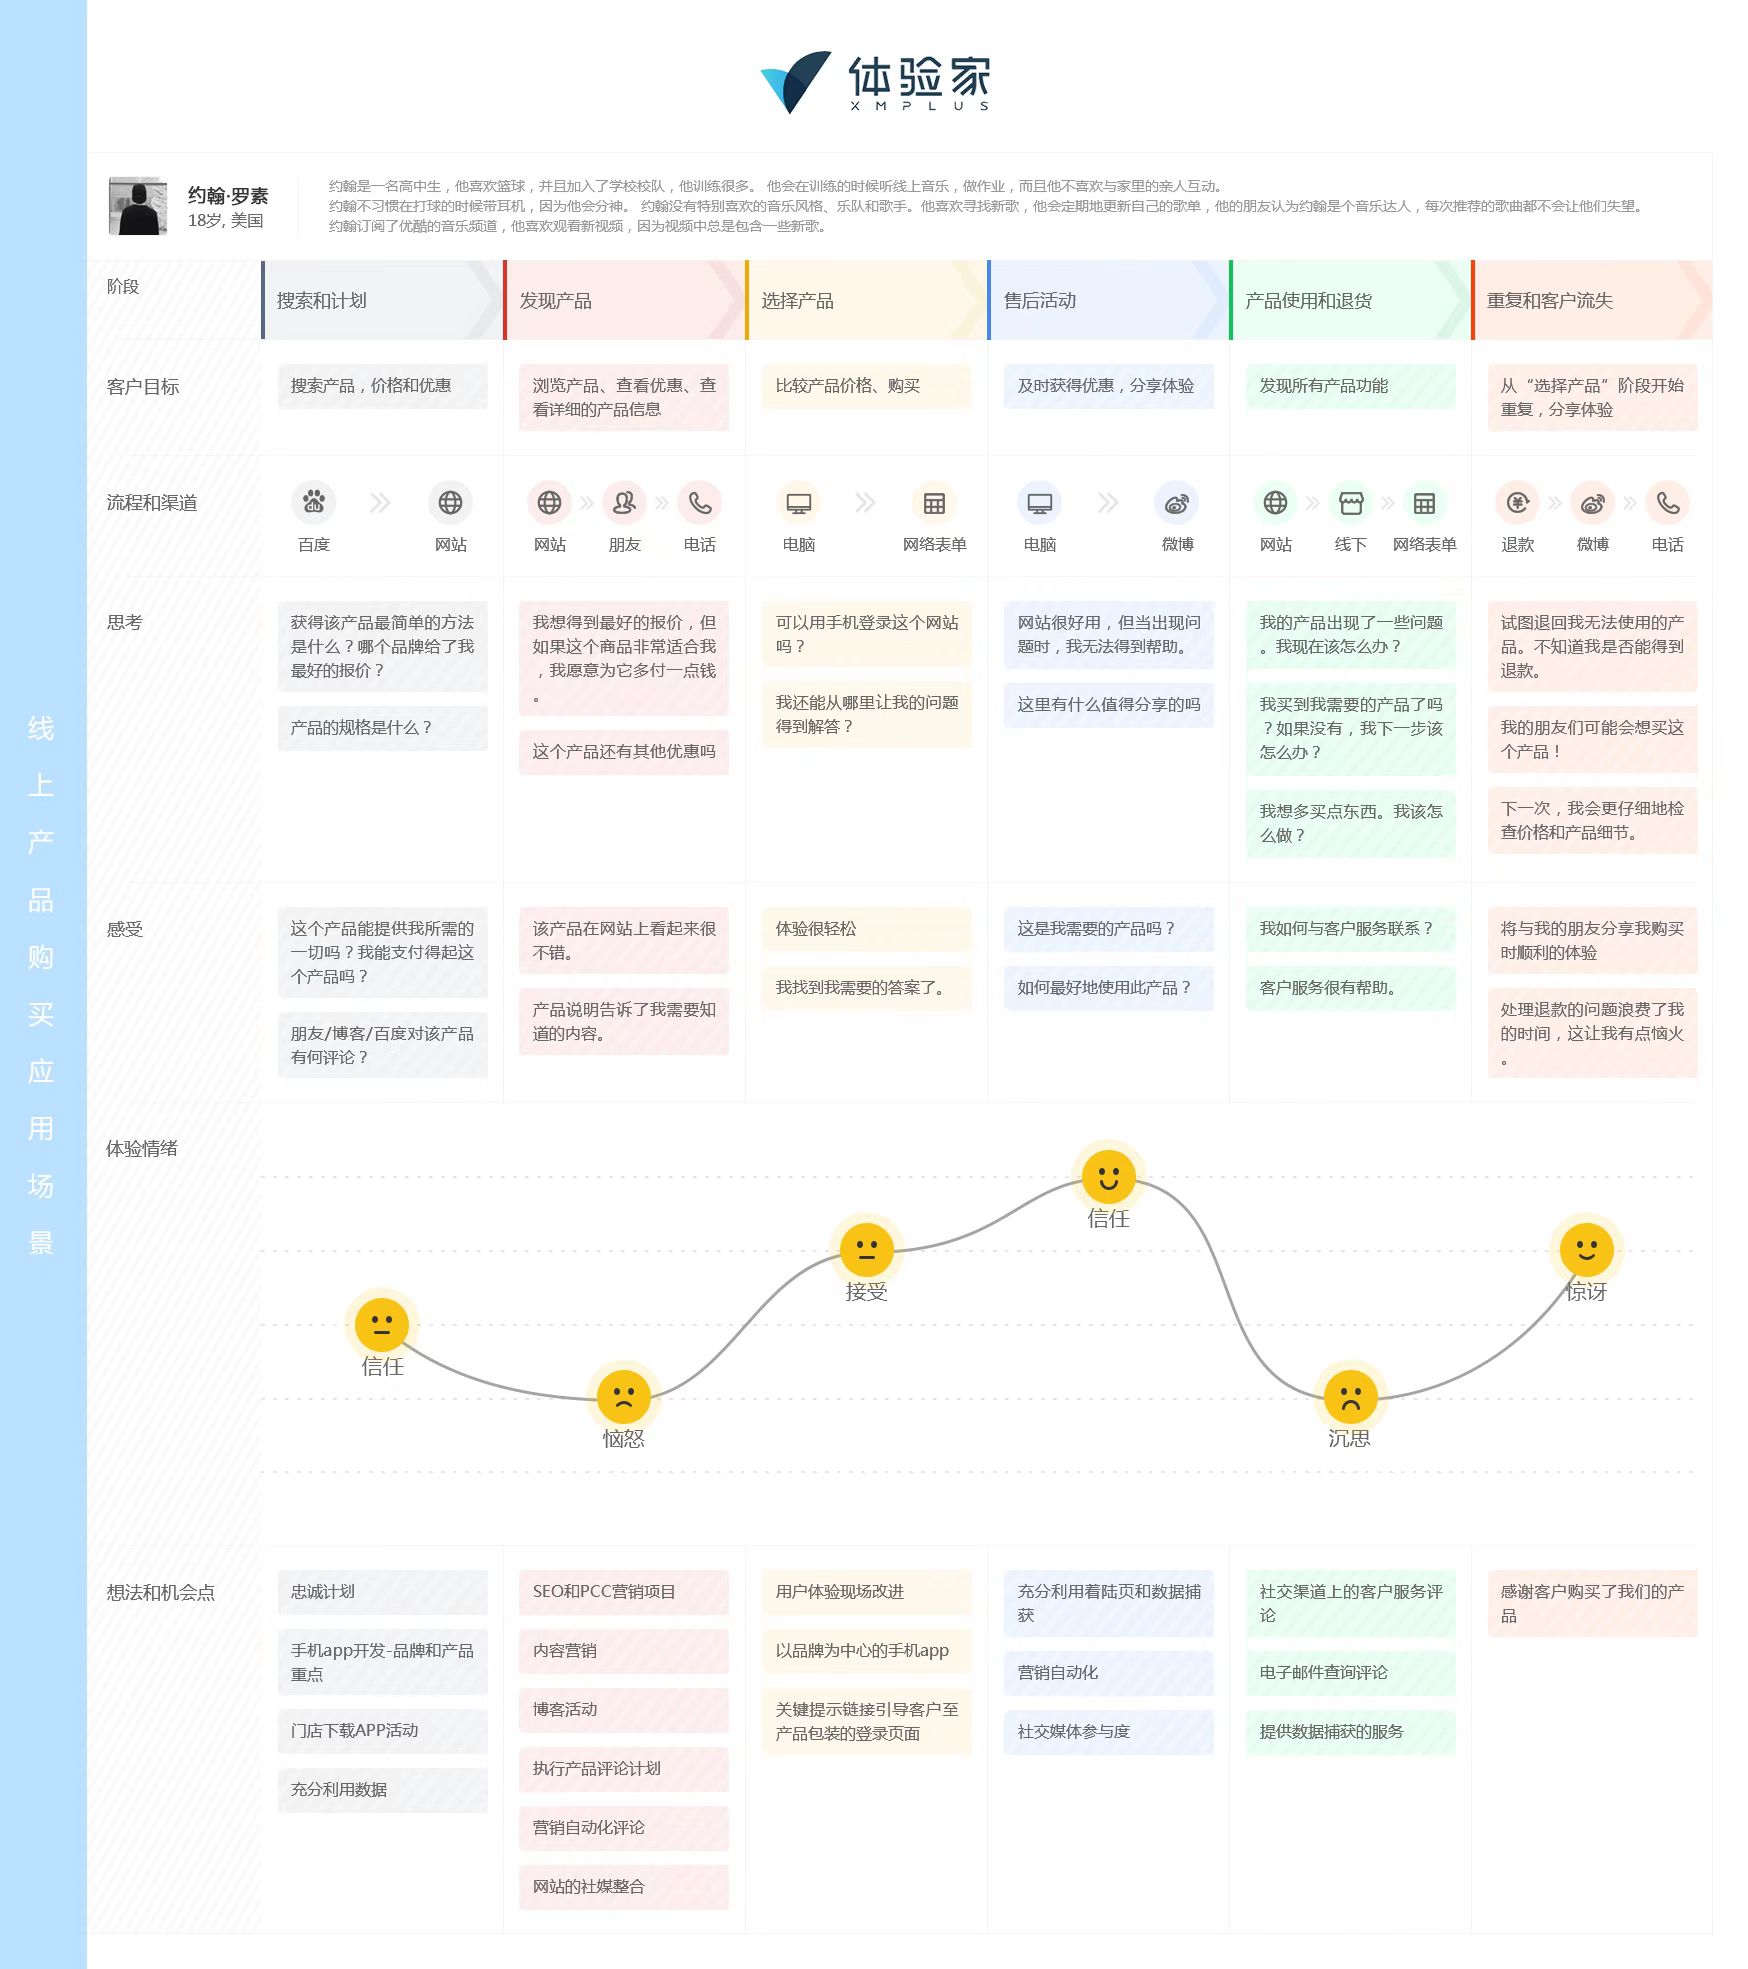 体验家
XMPLUS
约翰·罗素
18岁, 美国
约翰是一名高中生，他喜欢篮球，并且加入了学校校队，他训练很多。 他会在训练的时候听线上音乐，做作业，而且他不喜欢与家里的亲人互动。
约翰不习惯在打球的时候带耳机，因为他会分神。 约翰没有特别喜欢的音乐风格、乐队和歌手。他喜欢寻找新歌，他会定期地更新自己的歌单，他的朋友认为约翰是个音乐达人，每次推荐的歌曲都不会让他们失望。
约翰订阅了优酷的音乐频道，他喜欢观看新视频，因为视频中总是包含一些新歌。
线上产品购买应用场景
阶段
搜索和计划
发现产品
选择产品
售后活动
产品使用和退货
重复和客户流失
客户目标
搜索产品，价格和优惠
浏览产品、查看优惠、查
看详细的产品信息
比较产品价格、购买
及时获得优惠，分享体验
发现所有产品功能
从“选择产品”阶段开始
重复，分享体验
流程和渠道
百度
网站
网站
朋友
电话
电脑
网络表单
电脑
微博
网站
线下
网络表单
退款
微博
电话
思考
获得该产品最简单的方法
是什么？哪个品牌给了我
最好的报价？
产品的规格是什么？
我想得到最好的报价，但
如果这个商品非常适合我
，我愿意为它多付一点钱
。
这个产品还有其他优惠吗
可以用手机登录这个网站
吗？
我还能从哪里让我的问题
得到解答？
网站很好用，但当出现问
题时，我无法得到帮助。
这里有什么值得分享的吗
我的产品出现了一些问题
。我现在该怎么办？
我买到我需要的产品了吗
？如果没有，我下一步该
怎么办？
我想多买点东西。我该怎
么做？
试图退回我无法使用的产
品。不知道我是否能得到
退款。
我的朋友们可能会想买这
个产品！
下一次，我会更仔细地检
查价格和产品细节。
感受
这个产品能提供我所需的
一切吗？我能支付得起这
个产品吗？
朋友/博客/百度对该产品
有何评论？
该产品在网站上看起来很
不错。
产品说明告诉了我需要知
道的内容。
体验很轻松
我找到我需要的答案了。
这是我需要的产品吗？
如何最好地使用此产品？
我如何与客户服务联系？
客户服务很有帮助。
将与我的朋友分享我购买
时顺利的体验
处理退款的问题浪费了我
的时间，这让我有点恼火
。
体验情绪
信任
恼怒
接受
信任
沉思
惊讶
想法和机会点
忠诚计划
手机app开发-品牌和产品
重点
门店下载APP活动
充分利用数据
SEO和PCC营销项目
内容营销
博客活动
执行产品评论计划
营销自动化评论
网站的社媒整合
用户体验现场改进
以品牌为中心的手机app
关键提示链接引导客户至
产品包装的登录页面
充分利用着陆页和数据捕
获
营销自动化
社交媒体参与度
社交渠道上的客户服务评
论
电子邮件查询评论
提供数据捕获的服务
感谢客户购买了我们的产
品